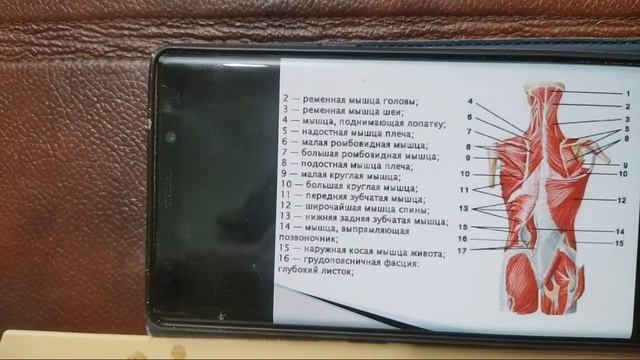 2 — ременная мышца головы;
3 — ременная мышца шеи;
4 — мышца, поднимающая лопатку;
5 — надостная мышца плеча;
6 — малая ромбовидная мышца;
7 — большая ромбовидная мышца;
8 — подостная мышца плеча;
9 — малая круглая мышца;
10 — большая круглая мышца;
11 — передняя зубчатая мышца;
12 — широчайшая мышца спины;
13 — нижняя задняя зубчатая мышца;
14 — мышца, выпрямляющая
позвоночник;
15 — наружная косая мышца живота;
16 — грудопоясничная фасция:
глубокий листок;
4
6
7
8
9
10
11
13
15
16
17
1
2
3
5
8
9
10
12
14
15